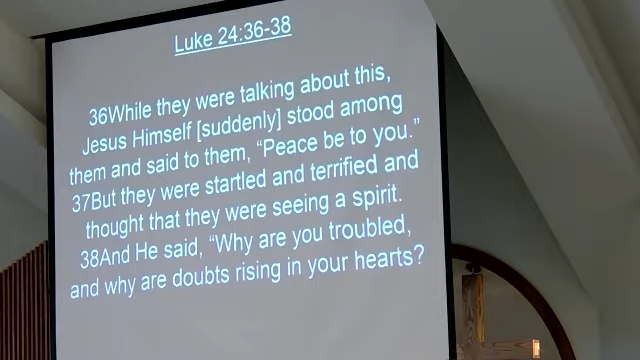 Luke 24:36-38
36While they were talking about this,
Jesus Himself [suddenly] stood among
them and said to them, “Peace be to you.”
37But they were startled and terrified and
thought that they were seeing a spirit.
38And He said, “Why are you troubled,
and why are doubts rising in your hearts?